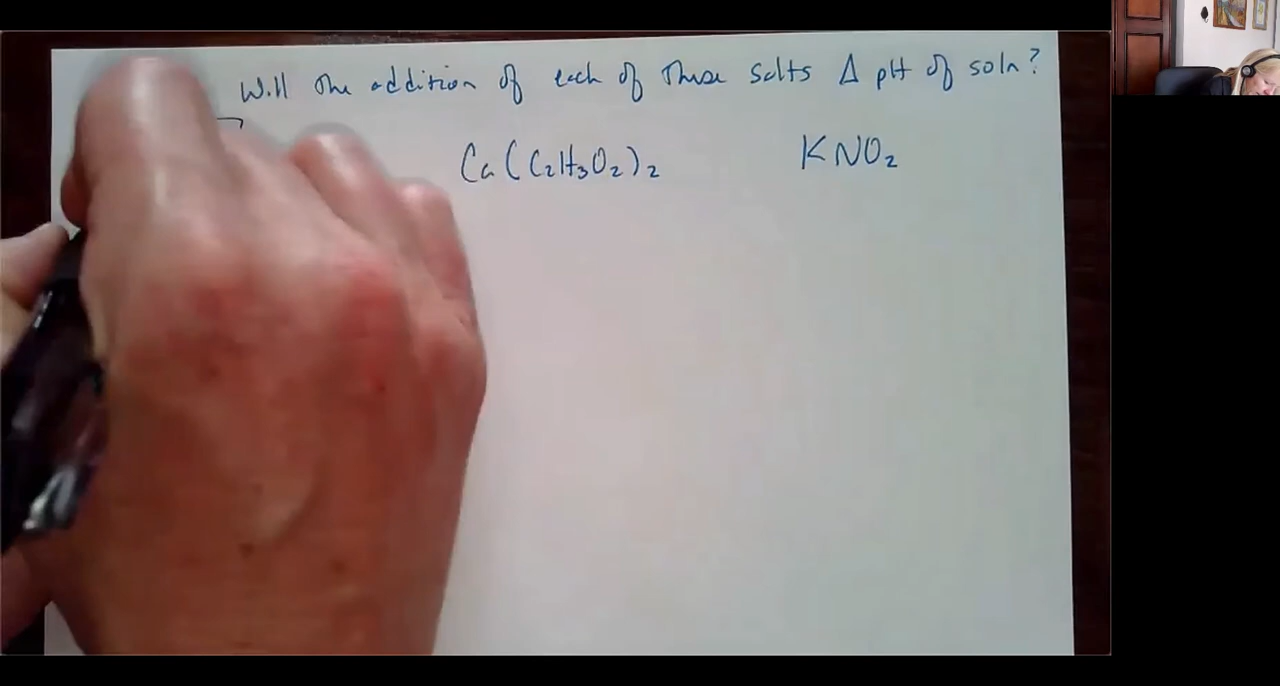 Will the addition of each of these salts Δ pH of soln?
Ca(C₂H₃O₂)₂ KNO₂